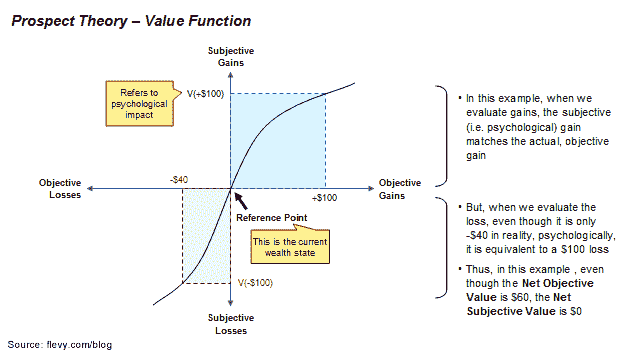 Prospect Theory – Value Function
Subjective
Gains
Refers to
psychological
impact
V(+$100)
-$40
Objective
Losses
Objective
Gains
+$100
Reference Point
This is the current
wealth state
V(-$100)
Subjective
Losses
• In this example, when we
evaluate gains, the subjective
(i.e. psychological) gain
matches the actual, objective
gain
• But, when we evaluate the
loss, even though it is only
-$40 in reality, psychologically,
it is equivalent to a $100 loss
• Thus, in this example , even
though the Net Objective
Value is $60, the Net
Subjective Value is $0
Source: flevy.com/blog